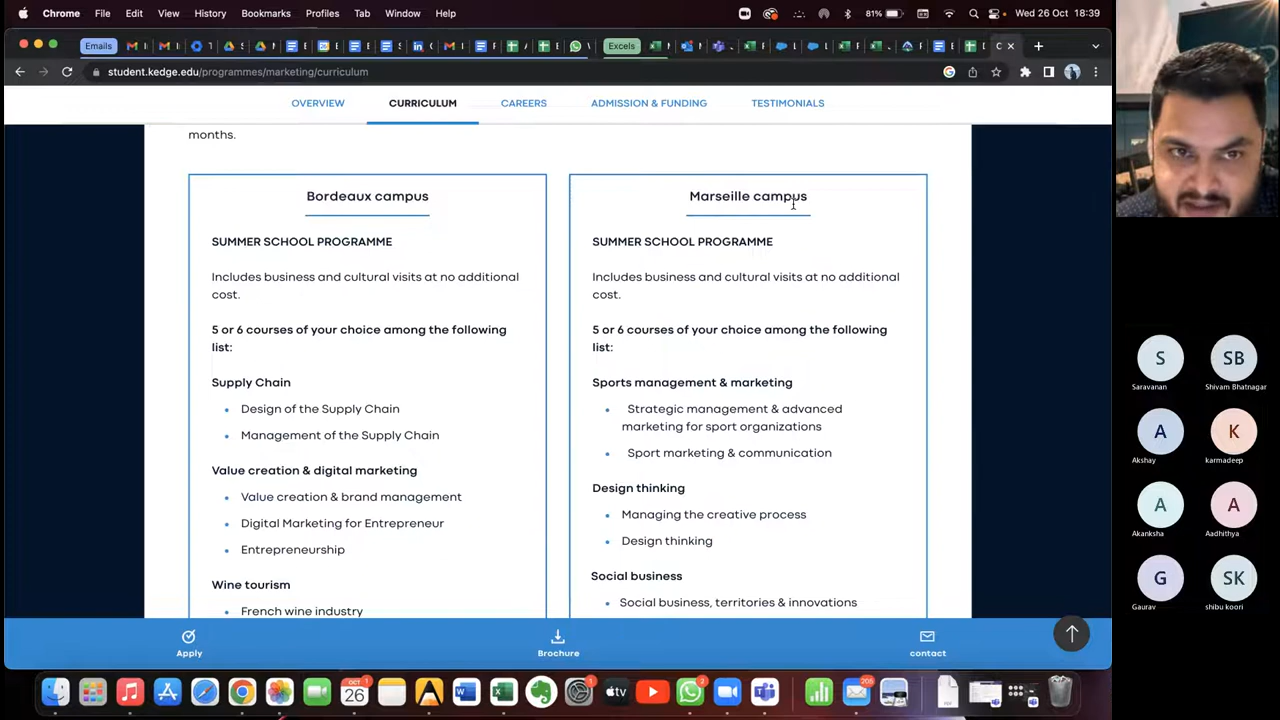 Chrome File Edit View History Bookmarks Profiles Tab Window Help 81% Wed 26 Oct 18:39
Emails Excels
student.kedge.edu/programmes/marketing/curriculum
OVERVIEW CURRICULUM CAREERS ADMISSION & FUNDING TESTIMONIALS
months.
Bordeaux campus
SUMMER SCHOOL PROGRAMME
Includes business and cultural visits at no additional
cost.
5 or 6 courses of your choice among the following
list:
Supply Chain
Design of the Supply Chain
Management of the Supply Chain
Value creation & digital marketing
Value creation & brand management
Digital Marketing for Entrepreneur
Entrepreneurship
Wine tourism
French wine industry
Marseille campus
SUMMER SCHOOL PROGRAMME
Includes business and cultural visits at no additional
cost.
5 or 6 courses of your choice among the following
list:
Sports management & marketing
Strategic management & advanced
marketing for sport organizations
Sport marketing & communication
Design thinking
Managing the creative process
Design thinking
Social business
Social business, territories & innovations
Apply Brochure contact
S SB
Saravanan Shivam Bhatnagar
A K
Akshay karmadeep
A A
Akanksha Aadhithya
G SK
Gaurav shibu koori
OCT 26 1 1 2 206